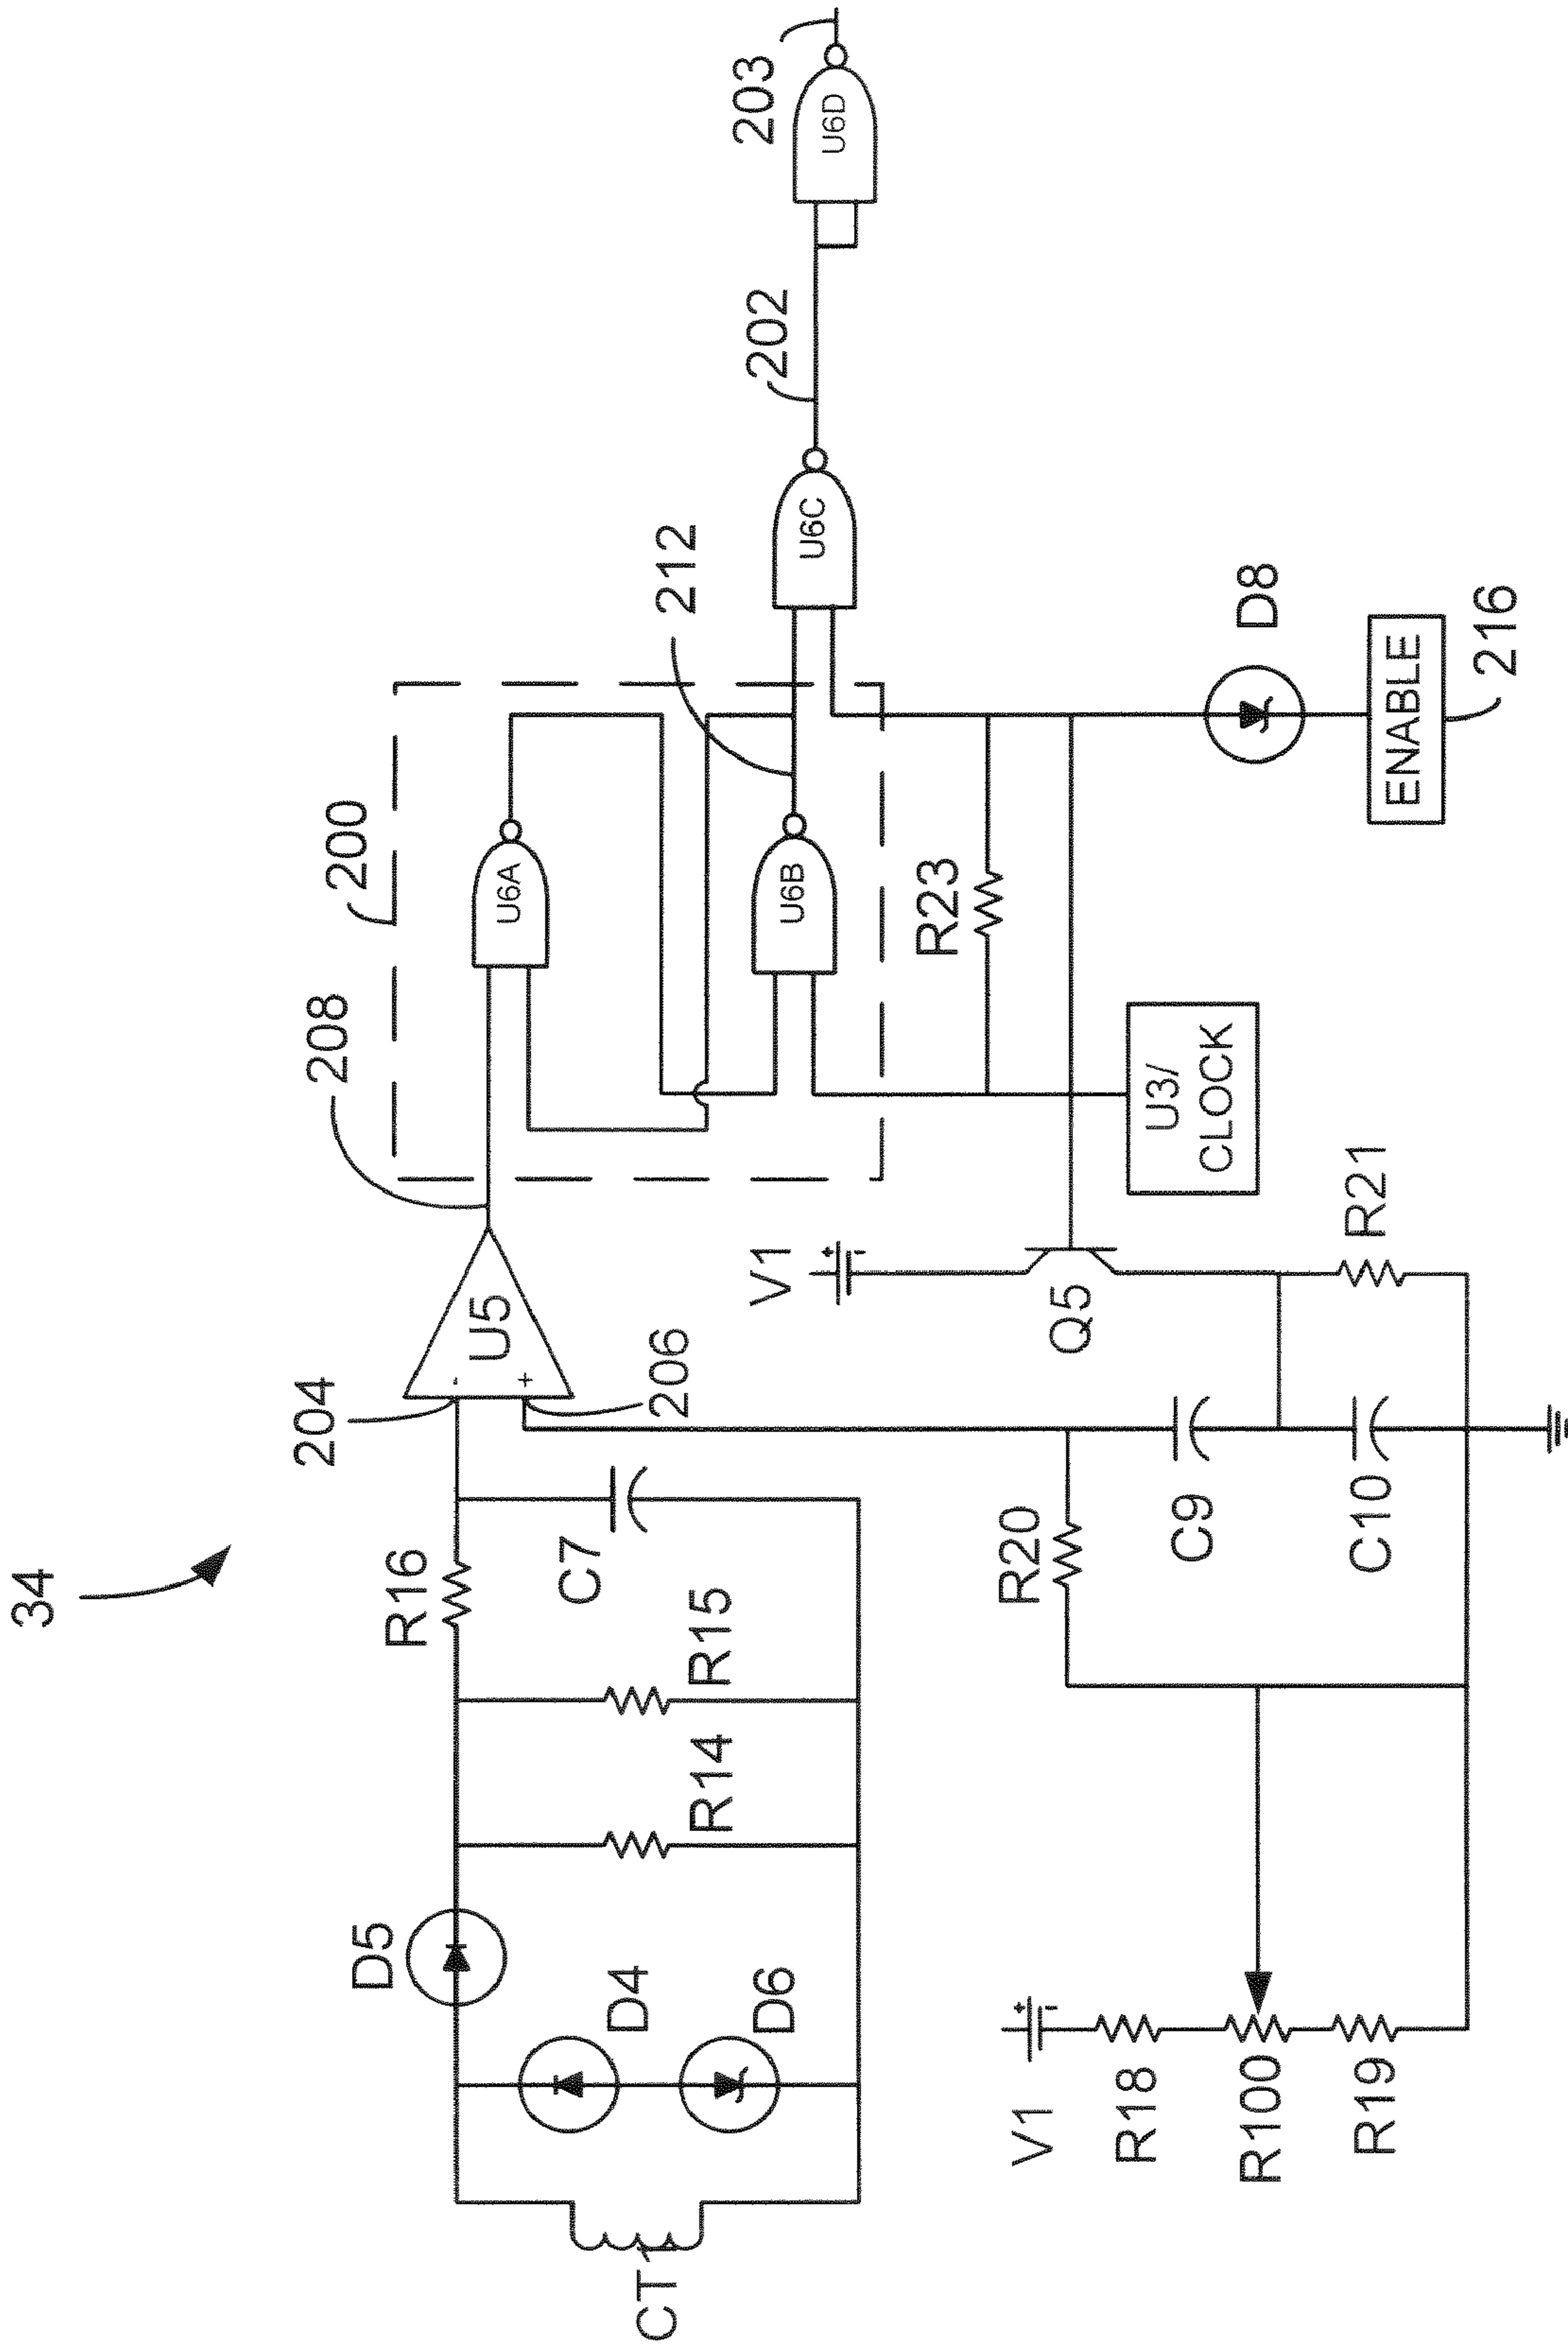 34
203
202
212
200
208
204
206
U5
U6A
U6B
U6C
U6D
R16
C7
R15
R14
D5
D4
D6
CT1
-
+
V1
+
-
Q5
R23
U3/
CLOCK
D8
ENABLE
216
R21
R20
C9
C10
V1
+
-
R18
R100
R19